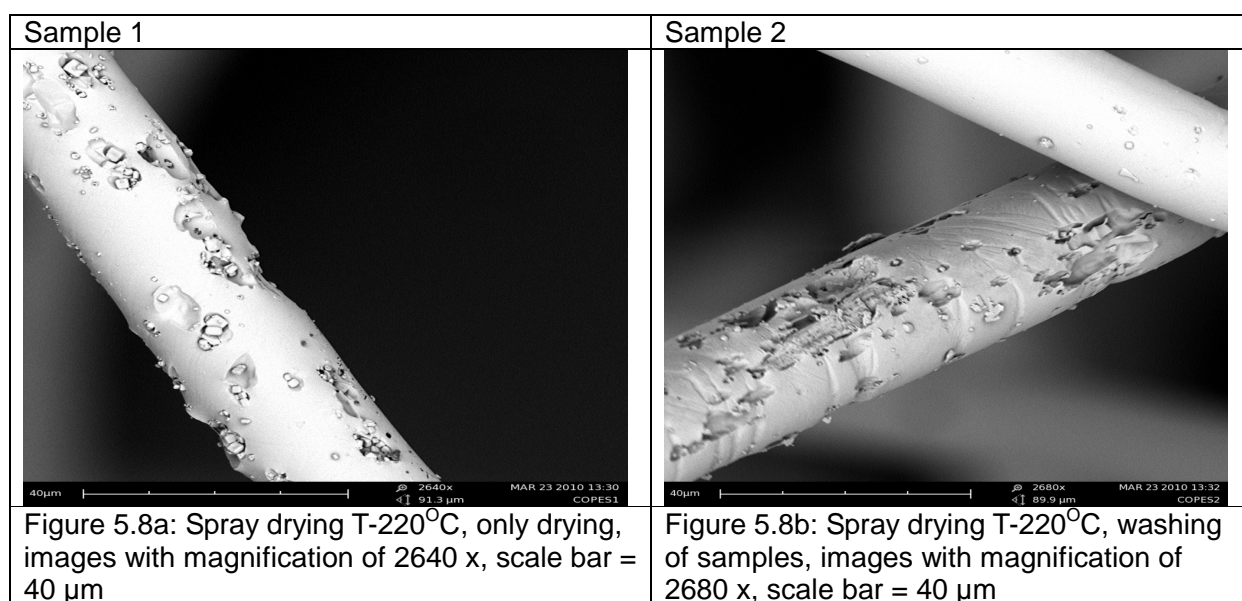 Sample 1
Sample 2
40µm
2640x
MAR 23 2010 13:30
91.3 µm
COPES1
40µm
2680x
MAR 23 2010 13:32
89.9 µm
COPES2
Figure 5.8a: Spray drying T-220ᴼC, only drying,
images with magnification of 2640 x, scale bar =
40 µm
Figure 5.8b: Spray drying T-220ᴼC, washing
of samples, images with magnification of
2680 x, scale bar = 40 µm